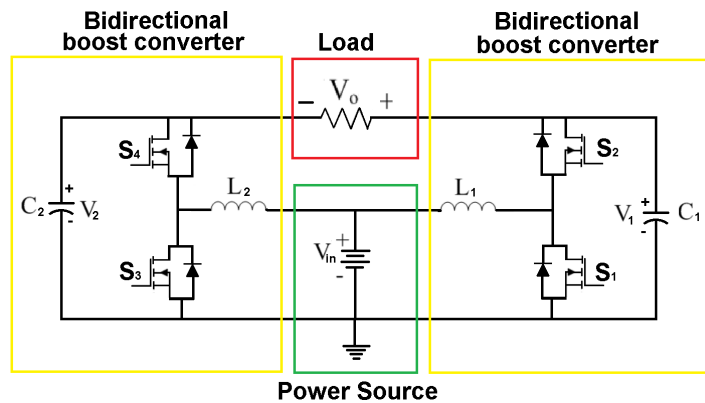 Bidirectional
boost converter
Load
Bidirectional
boost converter
− Vo +
S4
S2
L2
L1
C2
+
-
V2
Vin
+
-
V1
+
-
C1
S3
S1
Power Source